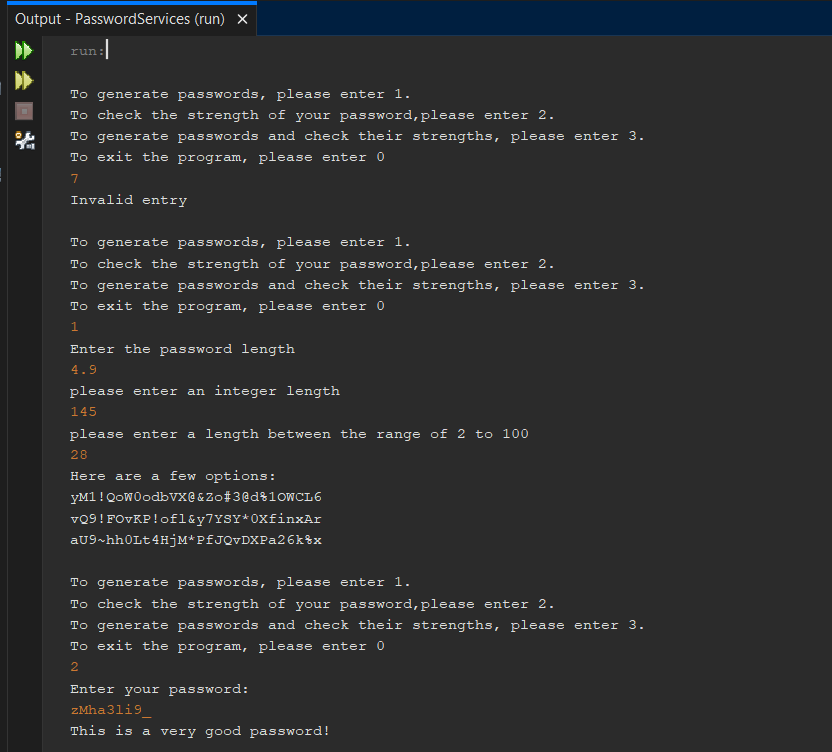 Output - PasswordServices (run) ×
run:
To generate passwords, please enter 1.
To check the strength of your password,please enter 2.
To generate passwords and check their strengths, please enter 3.
To exit the program, please enter 0
7
Invalid entry
To generate passwords, please enter 1.
To check the strength of your password,please enter 2.
To generate passwords and check their strengths, please enter 3.
To exit the program, please enter 0
1
Enter the password length
4.9
please enter an integer length
145
please enter a length between the range of 2 to 100
28
Here are a few options:
yM1!QoW0odbVX@&Zo#3@d%1OWCL6
vQ9!FOvKP!ofl&y7YSY*0XfinxAr
aU9~hh0Lt4HjM*PfJQvDXPa26k%x
To generate passwords, please enter 1.
To check the strength of your password,please enter 2.
To generate passwords and check their strengths, please enter 3.
To exit the program, please enter 0
2
Enter your password:
zMha3li9_
This is a very good password!